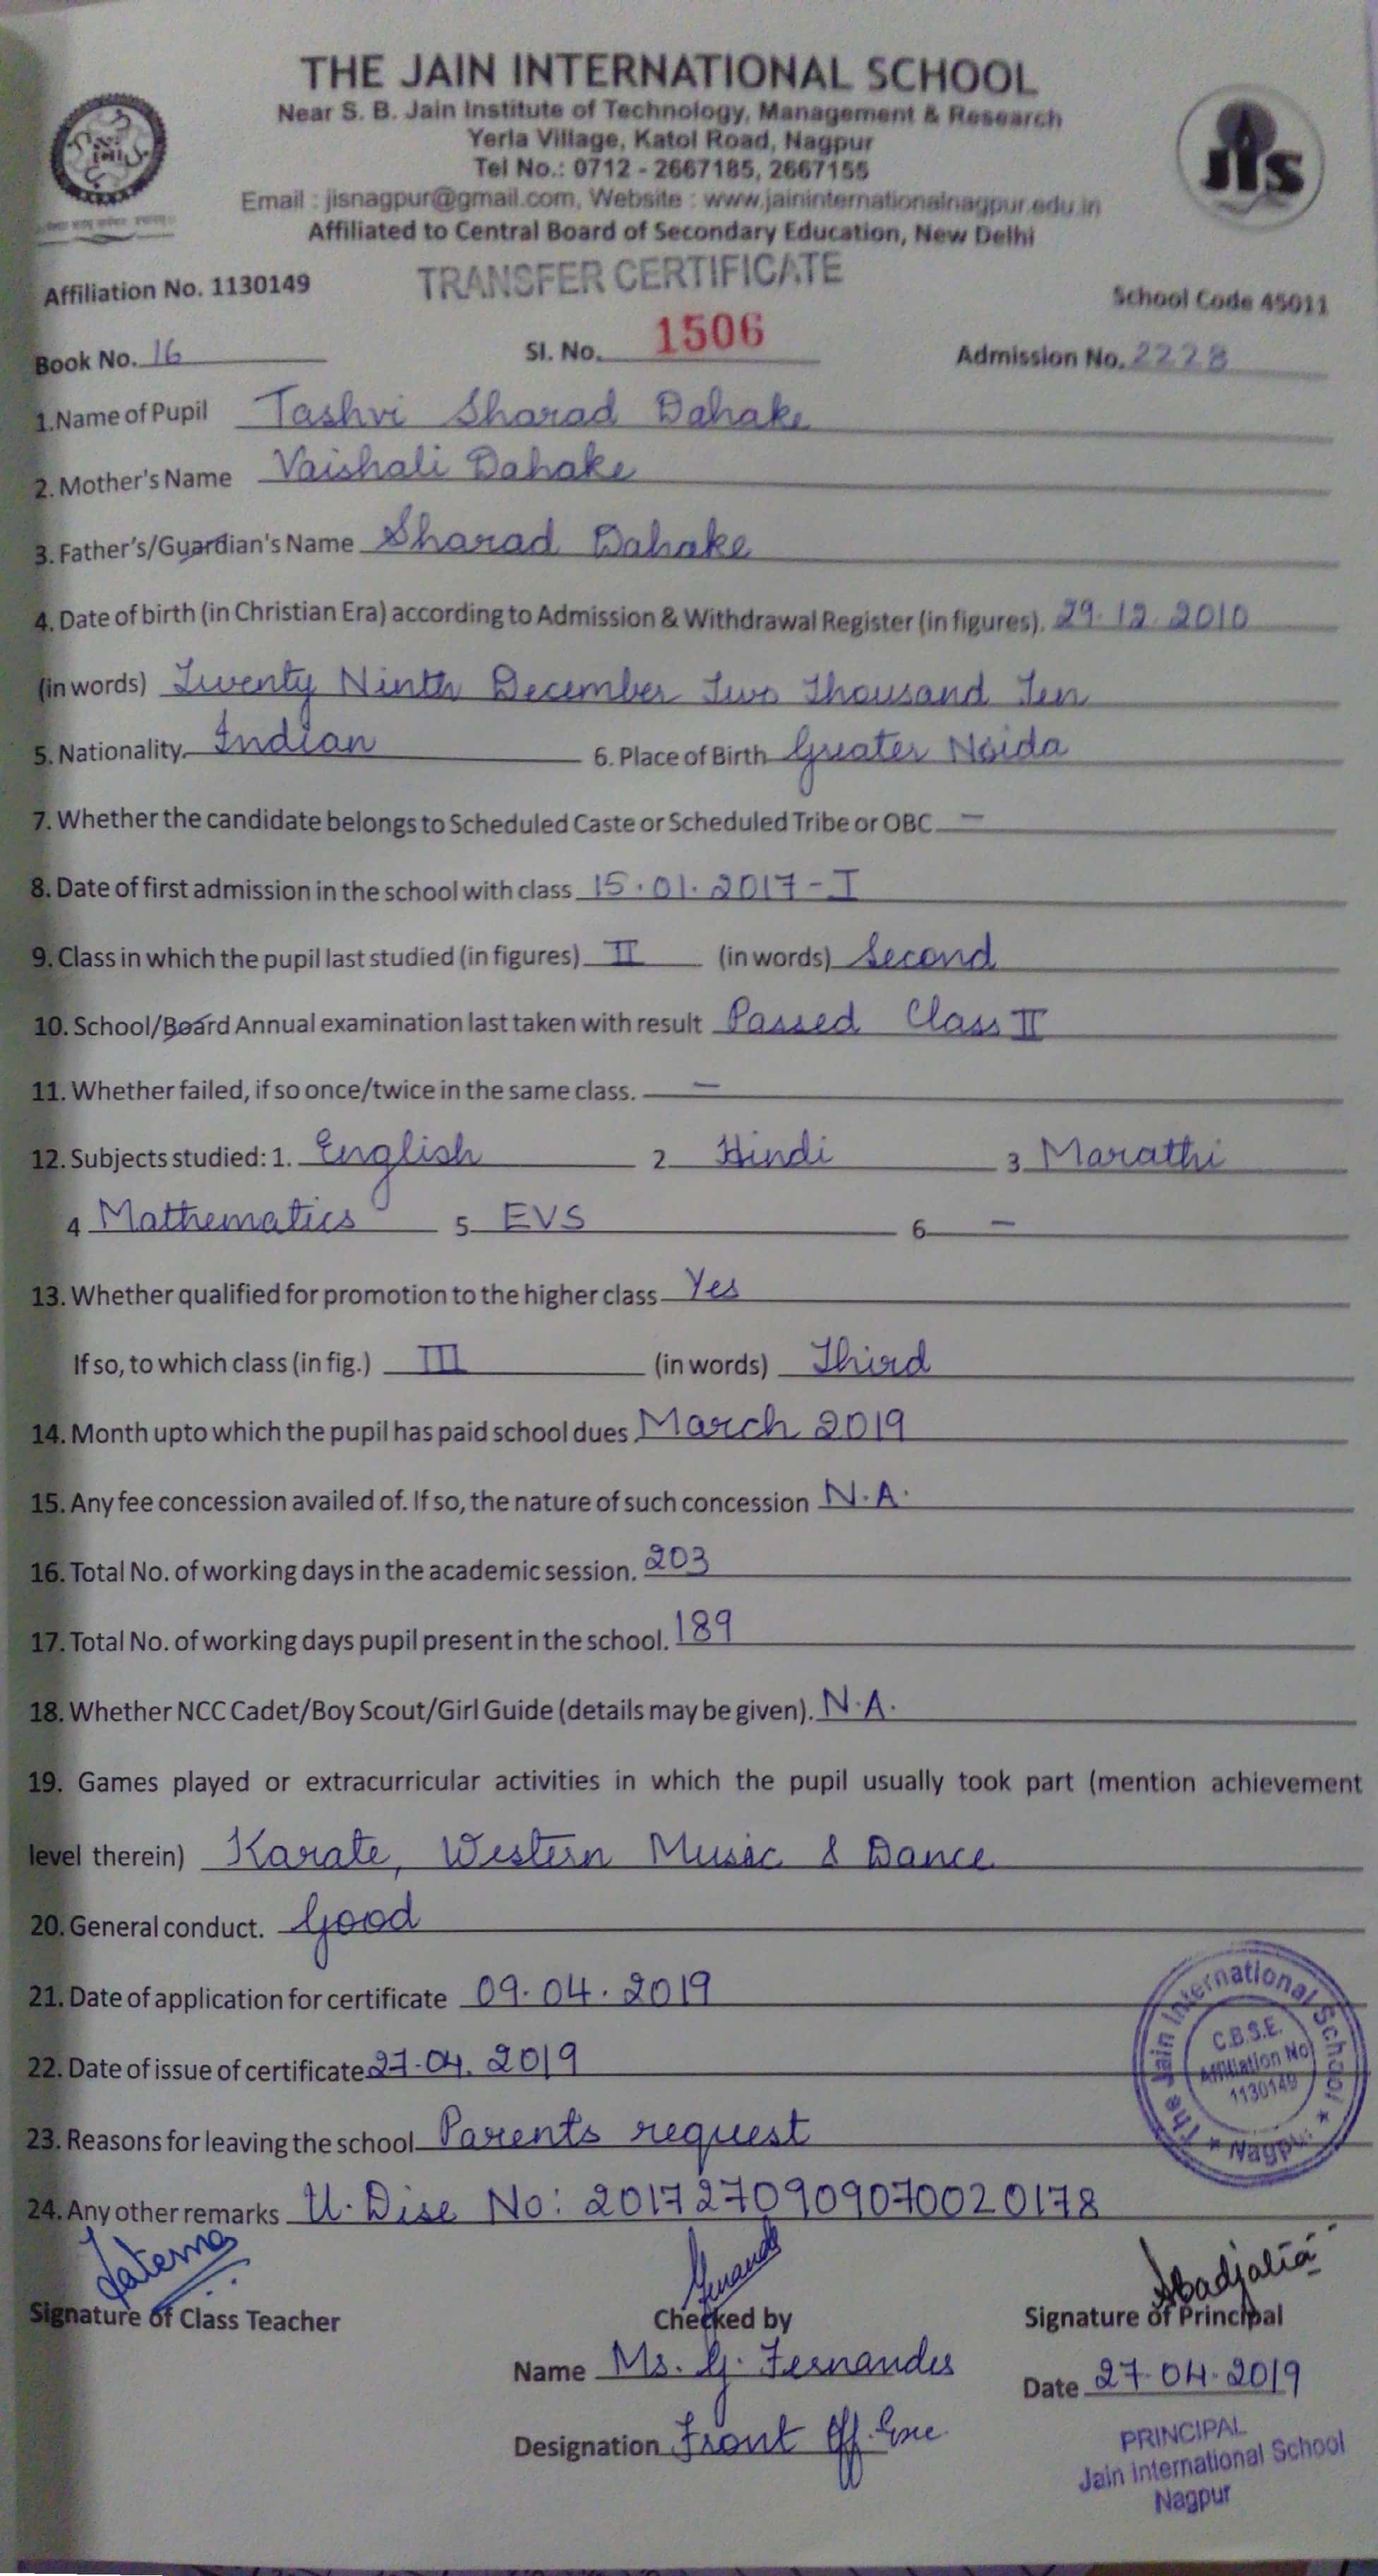 THE JAIN INTERNATIONAL SCHOOL
Near S. B. Jain Institute of Technology, Management & Research
Yerla Village, Katol Road, Nagpur
Tel No.: 0712 - 2667185, 2667155
Email : jisnagpur@gmail.com, Website : www.jaininternationalnagpur.edu.in
Affiliated to Central Board of Secondary Education, New Delhi
jis
TRANSFER CERTIFICATE
Affiliation No. 1130149 School Code 45011
Book No. 16 Sl. No. 1506 Admission No. 2228
1. Name of Pupil Tashvi Sharad Dahake
2. Mother's Name Vaishali Dahake
3. Father's/Guardian's Name Sharad Dahake
4. Date of birth (in Christian Era) according to Admission & Withdrawal Register (in figures). 29.12.2010
(in words) Twenty Ninth December Two Thousand Ten
5. Nationality. Indian 6. Place of Birth Greater Noida
7. Whether the candidate belongs to Scheduled Caste or Scheduled Tribe or OBC –
8. Date of first admission in the school with class 15.01.2017 - I
9. Class in which the pupil last studied (in figures) II (in words) Second
10. School/Board Annual examination last taken with result Passed Class II
11. Whether failed, if so once/twice in the same class. –
12. Subjects studied: 1. English 2 Hindi 3 Marathi
4 Mathematics 5 EVS 6 –
13. Whether qualified for promotion to the higher class Yes
If so, to which class (in fig.) III (in words) Third
14. Month upto which the pupil has paid school dues March 2019
15. Any fee concession availed of. If so, the nature of such concession N.A.
16. Total No. of working days in the academic session. 203
17. Total No. of working days pupil present in the school. 189
18. Whether NCC Cadet/Boy Scout/Girl Guide (details may be given). N.A.
19. Games played or extracurricular activities in which the pupil usually took part (mention achievement
level therein) Karate, Western Music & Dance
20. General conduct. Good
21. Date of application for certificate 09.04.2019
22. Date of issue of certificate 27.04.2019
23. Reasons for leaving the school Parents request
24. Any other remarks U.Dise No: 2017270909070020178
The Jain International School * Nagpur *
C.B.S.E.
Affiliation No
1130149
Signature of Class Teacher Checked by Signature of Principal
Name Ms. G. Fernandes Date 27.04.2019
Designation Front Off. Exe.
PRINCIPAL
Jain International School
Nagpur